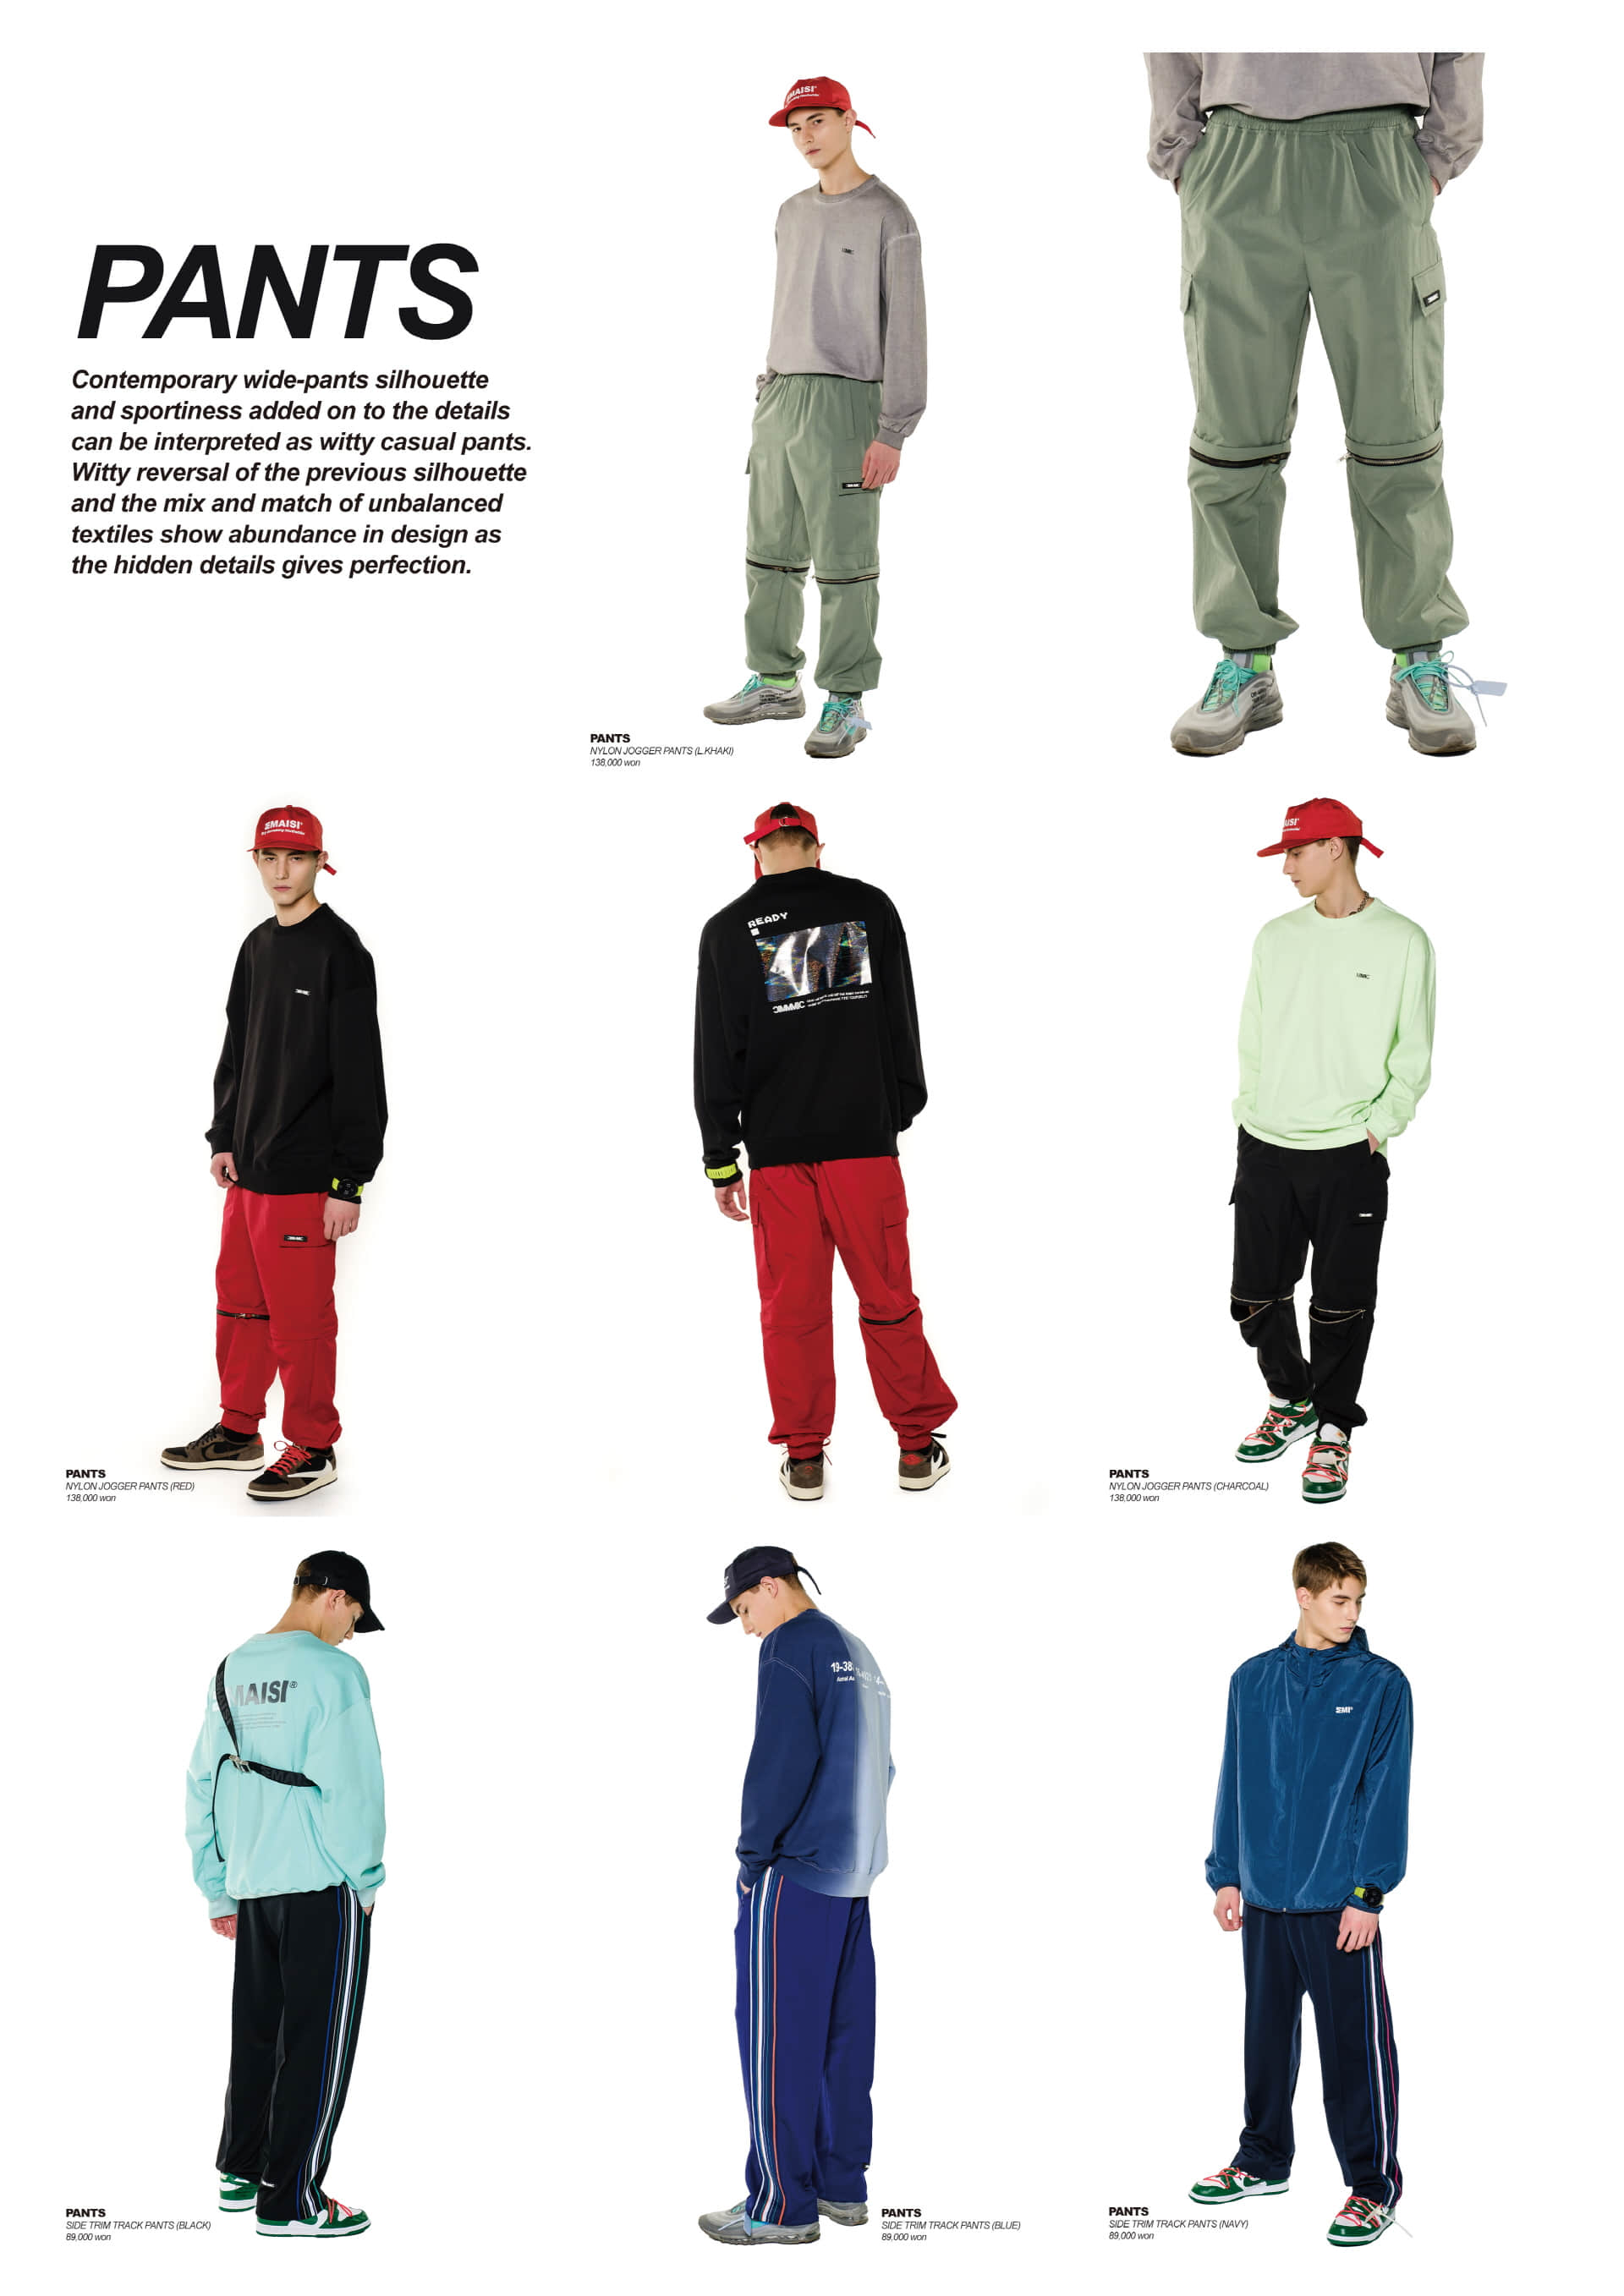 PANTS
Contemporary wide-pants silhouette
and sportiness added on to the details
can be interpreted as witty casual pants.
Witty reversal of the previous silhouette
and the mix and match of unbalanced
textiles show abundance in design as
the hidden details gives perfection.
MAISI®
PANTS
NYLON JOGGER PANTS (L.KHAKI)
138,000 won
MAISI®
READY
PANTS
NYLON JOGGER PANTS (RED)
138,000 won
PANTS
NYLON JOGGER PANTS (CHARCOAL)
138,000 won
MAISI®
19-38
PANTS
SIDE TRIM TRACK PANTS (BLACK)
89,000 won
PANTS
SIDE TRIM TRACK PANTS (BLUE)
89,000 won
PANTS
SIDE TRIM TRACK PANTS (NAVY)
89,000 won